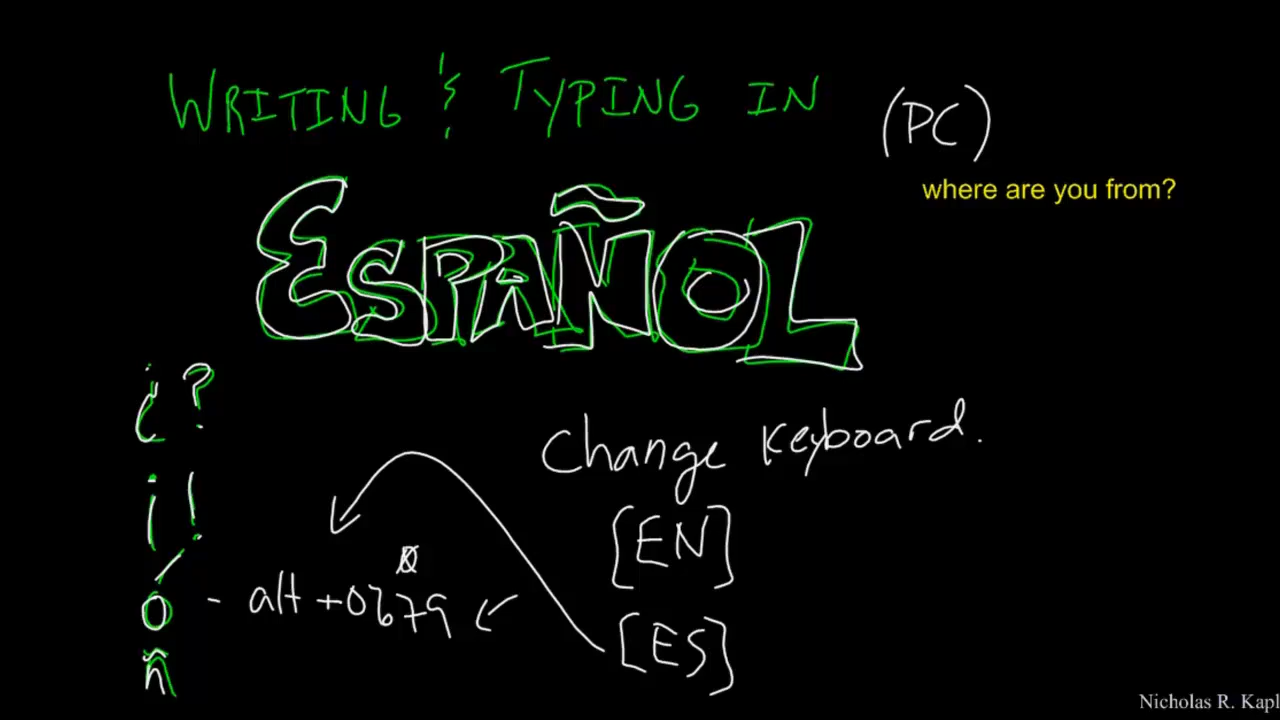 WRITING & TYPING IN
(PC)
where are you from?
ESPAÑOL
¿?
Change Keyboard.
¡!
[EN]
Ó - alt +0679
[ES]
ñ
Nicholas R. Kapl